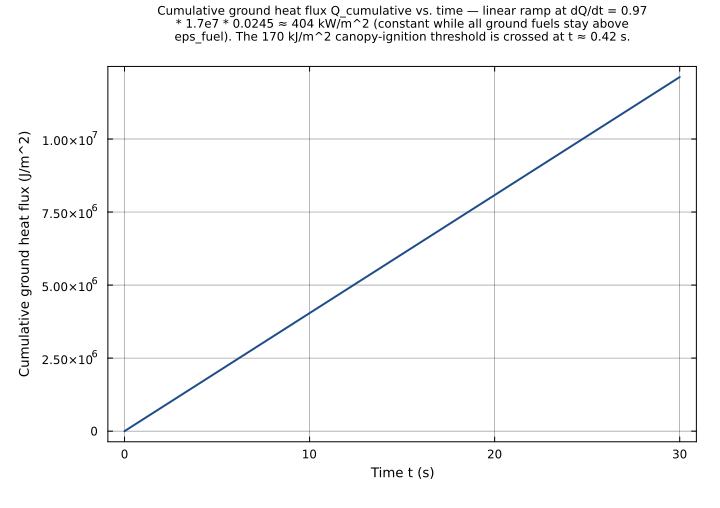 Cumulative ground heat flux Q_cumulative vs. time — linear ramp at dQ/dt = 0.97
* 1.7e7 * 0.0245 ≈ 404 kW/m^2 (constant while all ground fuels stay above
eps_fuel). The 170 kJ/m^2 canopy-ignition threshold is crossed at t ≈ 0.42 s.
Cumulative ground heat flux (J/m^2)
1.00×10⁷
7.50×10⁶
5.00×10⁶
2.50×10⁶
0
0 10 20 30
Time t (s)